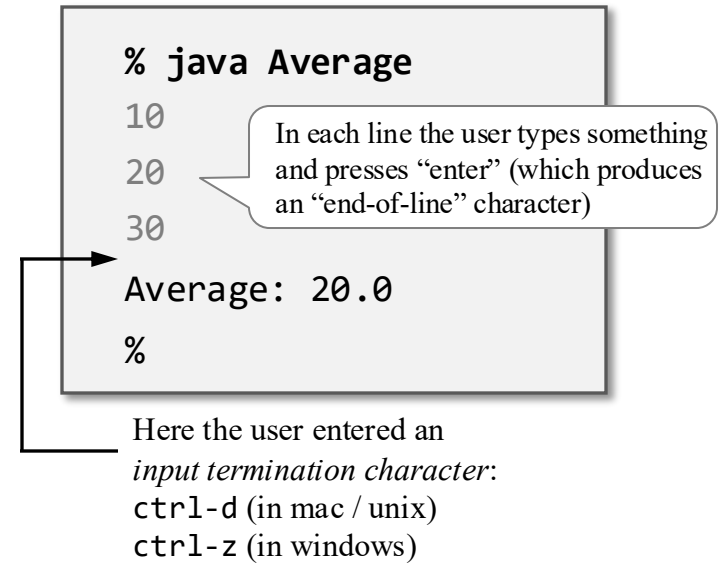 % java Average
10
20
30
In each line the user types something
and presses “enter” (which produces
an “end-of-line” character)
Average: 20.0
%
Here the user entered an
input termination character:
ctrl-d (in mac / unix)
ctrl-z (in windows)